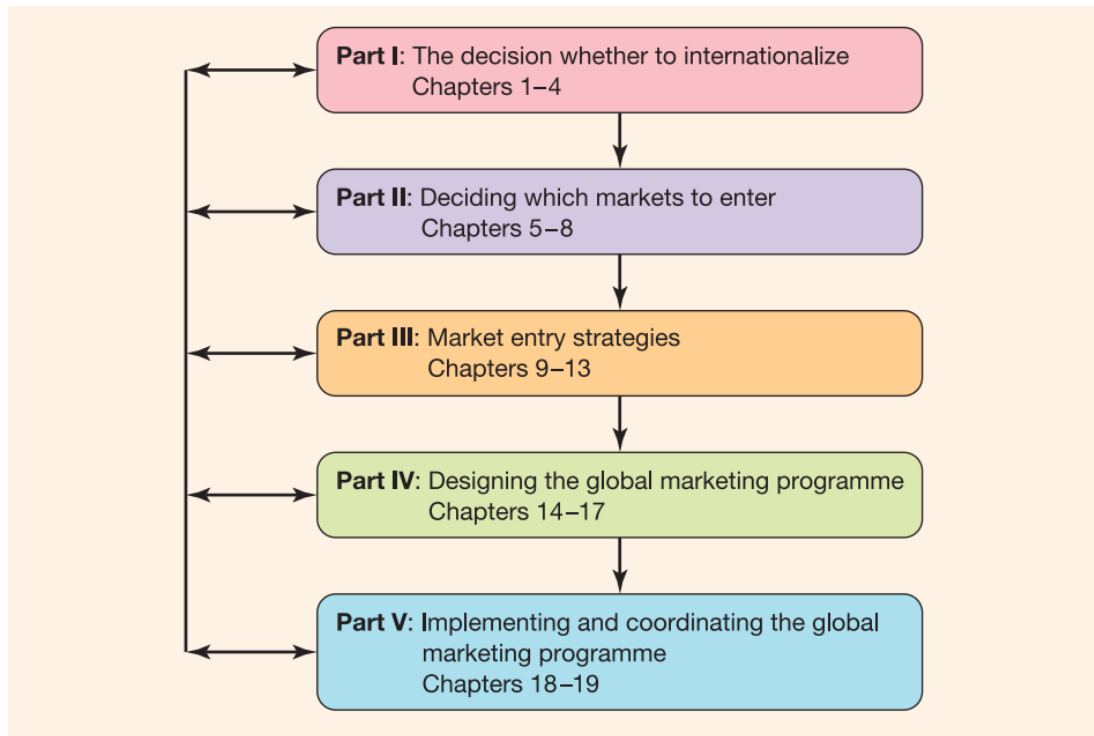 Part I: The decision whether to internationalize
Chapters 1–4
Part II: Deciding which markets to enter
Chapters 5–8
Part III: Market entry strategies
Chapters 9–13
Part IV: Designing the global marketing programme
Chapters 14–17
Part V: Implementing and coordinating the global
marketing programme
Chapters 18–19